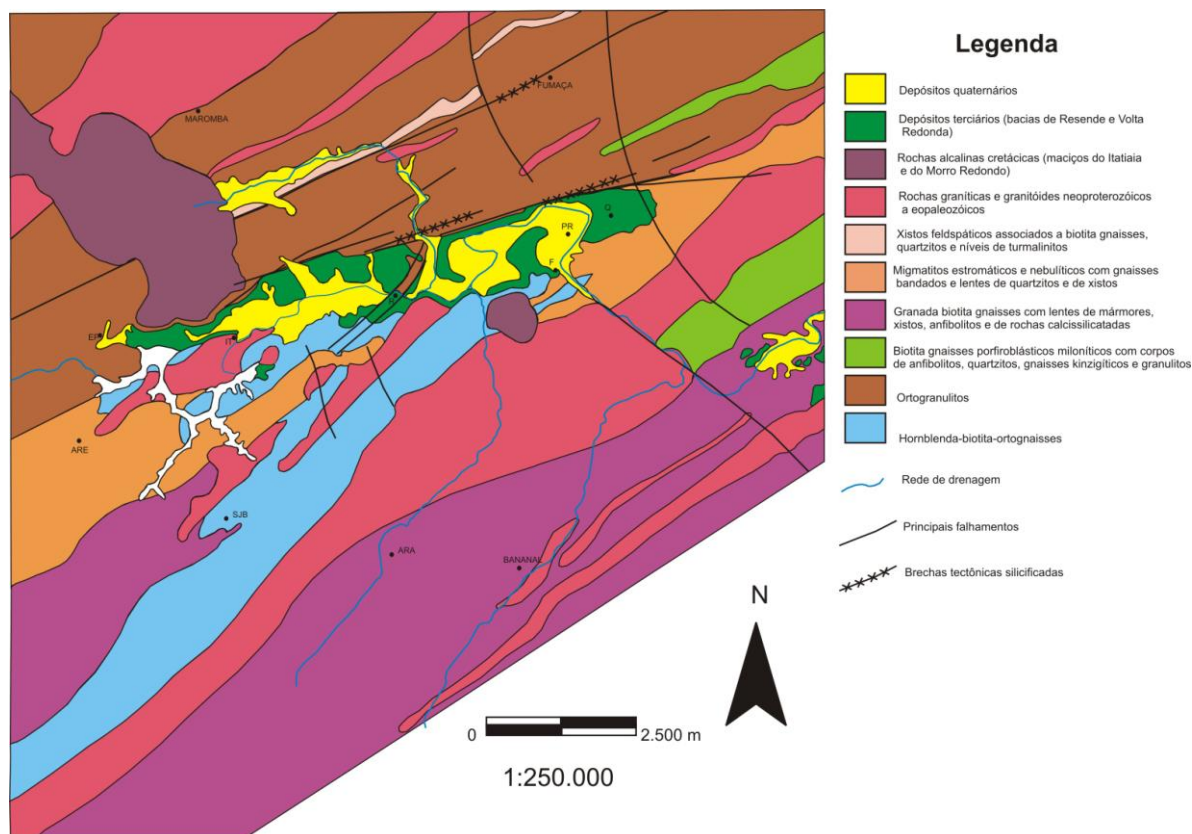 Legenda
Depósitos quaternários
Depósitos terciários (bacias de Resende e Volta
Redonda)
Rochas alcalinas cretácicas (maciços do Itatiaia
e do Morro Redondo)
Rochas graníticas e granitóides neoproterozóicos
a eopaleozóicos
Xistos feldspáticos associados a biotita gnaisses,
quartzitos e níveis de turmalinitos
Migmatitos estromáticos e nebulíticos com gnaisses
bandados e lentes de quartzitos e de xistos
Granada biotita gnaisses com lentes de mármores,
xistos, anfibolitos e de rochas calcissilicatadas
Biotita gnaisses porfiroblásticos miloníticos com corpos
de anfibolitos, quartzitos, gnaisses kinzigíticos e granulitos
Ortogranulitos
Hornblenda-biotita-ortognaisses
Rede de drenagem
Principais falhamentos
Brechas tectônicas silicificadas
FUMAÇA
MAROMBA
Q
PR
F
IT
ARE
SJB
ARA
BANANAL
N
0
2.500 m
1:250.000